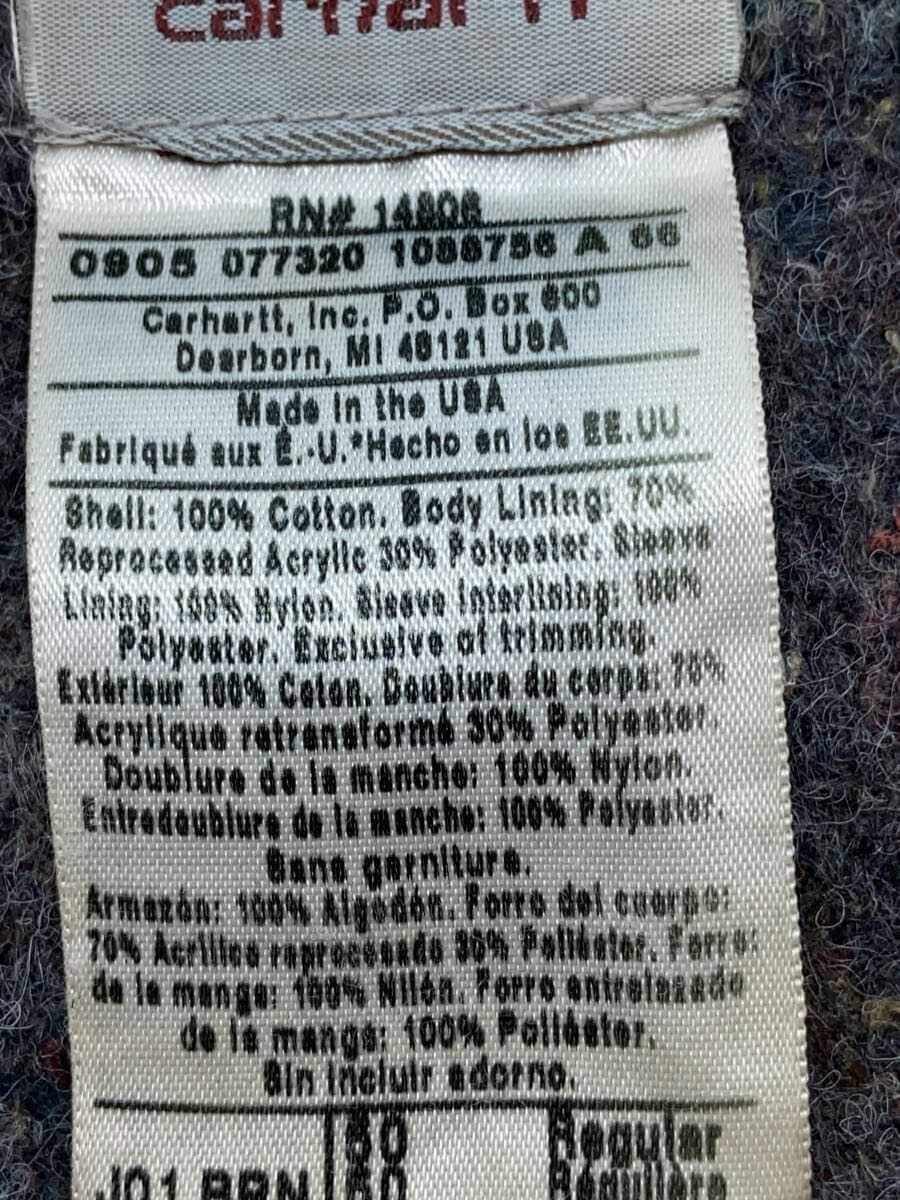 carhartt
RN# 14806
0905 077320 1086756 A 66
Carhartt, Inc. P.O. Box 600
Dearborn, MI 48121 USA
Made in the USA
Fabriqué aux É.-U.*Hecho en los EE.UU.
Shell: 100% Cotton. Body Lining: 70%
Reprocessed Acrylic 30% Polyester. Sleeve
Lining: 100% Nylon. Sleeve Interlining: 100%
Polyester. Exclusive of trimming.
Extérieur 100% Coton. Doublure du corps: 70%
Acrylique retransformé 30% Polyester.
Doublure de la manche: 100% Nylon.
Entredoublure de la manche: 100% Polyester.
Sans garniture.
Armazón: 100% Algodón. Forro del cuerpo:
70% Acrílico reprocesado 30% Poliéster. Forro:
de la manga: 100% Nilón. Forro entrelazado
de la manga: 100% Poliéster.
Sin incluir adorno.
Regular
J01 BRN Régulière